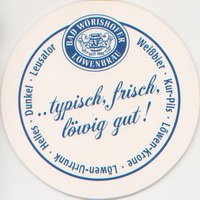 BAD WÖRISHOFER
LÖWENBRÄU
..typisch, frisch,
löwig gut!
Helles · Dunkel · Leusator
Weißbier · Kur-Pils · Löwen-Krone · Löwen-Urtrunk ·